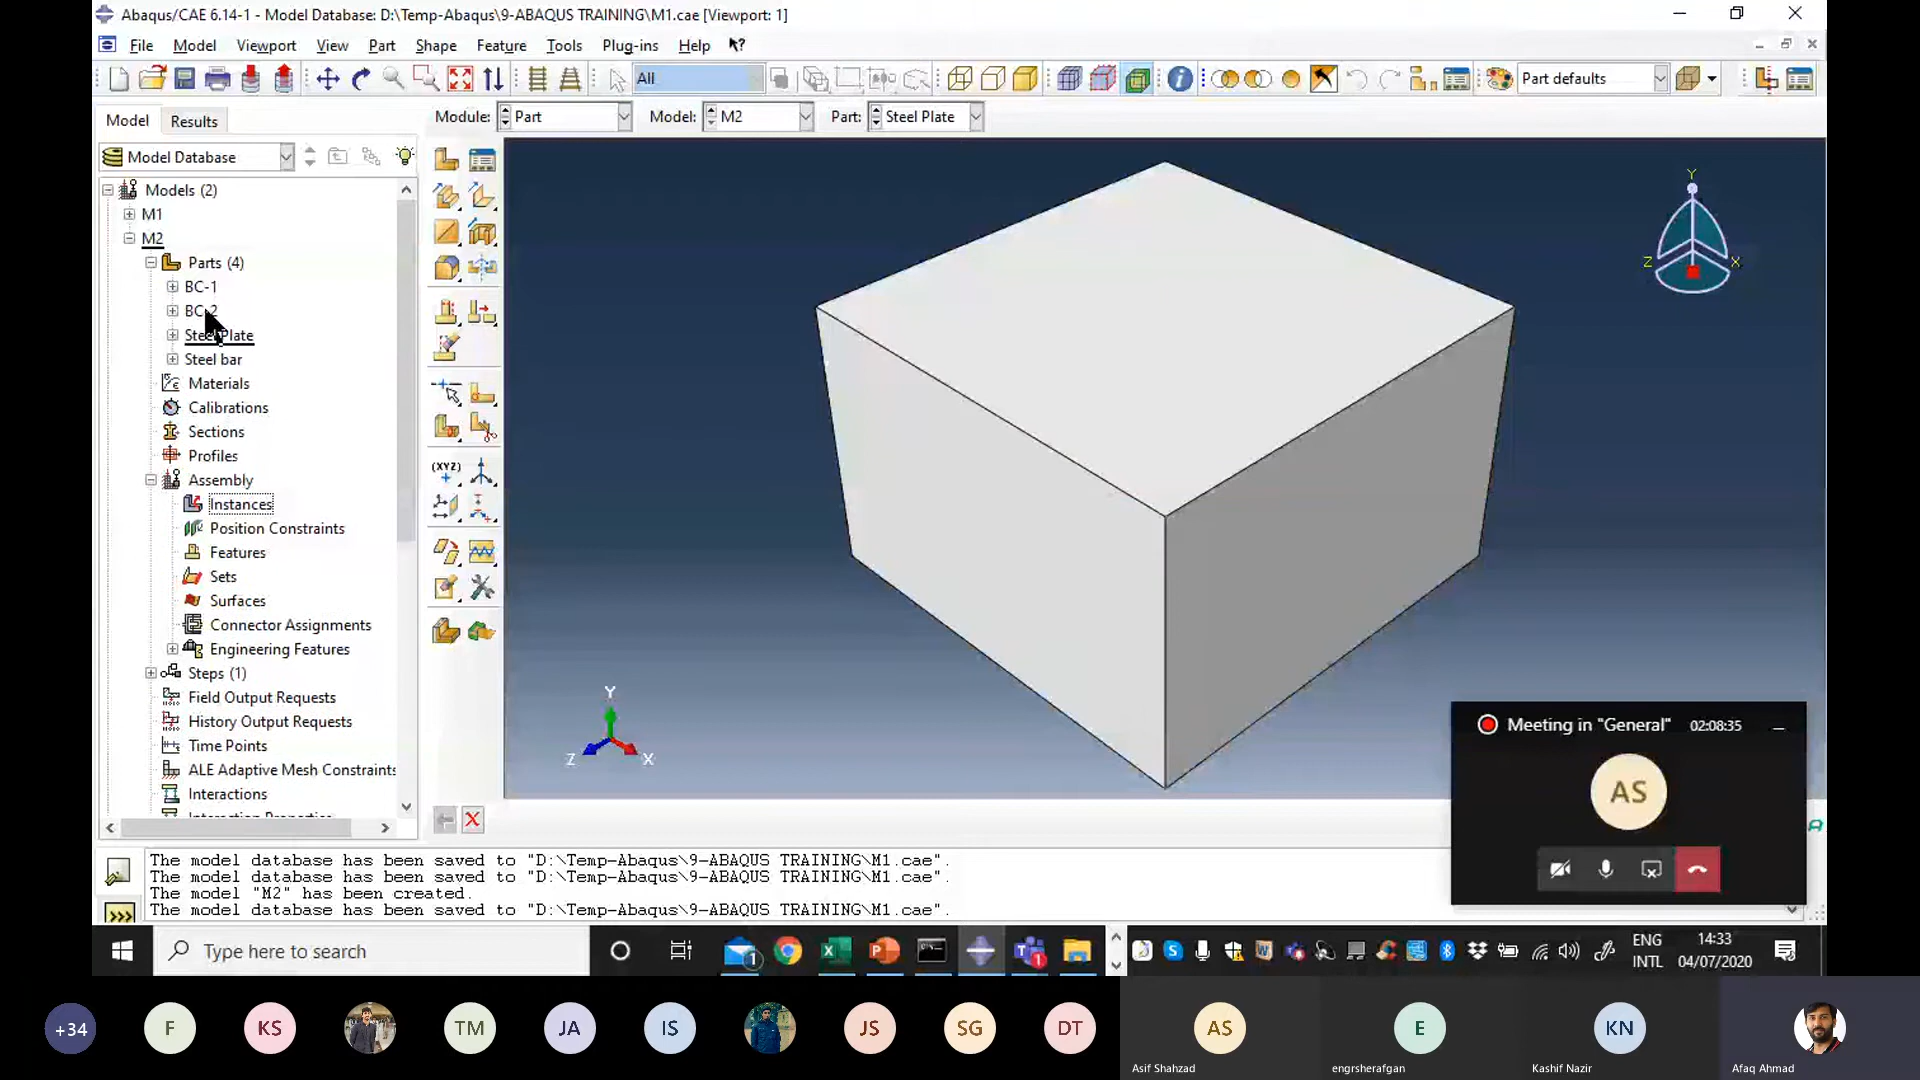 Abaqus/CAE 6.14-1 - Model Database: D:\Temp-Abaqus\9-ABAQUS TRAINING\M1.cae [Viewport: 1]
File Model Viewport View Part Shape Feature Tools Plug-ins Help
All
Part defaults
Model Results
Module: Part Model: M2 Part: Steel Plate
Model Database
Models (2)
M1
M2
Parts (4)
BC-1
Steel bar
Materials
Calibrations
Sections
Profiles
Assembly
Instances
Position Constraints
Features
Sets
Surfaces
Connector Assignments
Engineering Features
Steps (1)
Field Output Requests
History Output Requests
Time Points
ALE Adaptive Mesh Constraints
Interactions
(XYZ)
Y
Z
X
Y
Z
X
Meeting in "General" 02:08:35
AS
The model database has been saved to "D:\Temp-Abaqus\9-ABAQUS TRAINING\M1.cae".
The model database has been saved to "D:\Temp-Abaqus\9-ABAQUS TRAINING\M1.cae".
The model "M2" has been created.
The model database has been saved to "D:\Temp-Abaqus\9-ABAQUS TRAINING\M1.cae".
>>>
Type here to search
1
1
ENG
INTL
14:33
04/07/2020
+34
F
KS
TM
JA
IS
JS
SG
DT
AS
Asif Shahzad
E
engrsherafgan
KN
Kashif Nazir
Afaq Ahmad